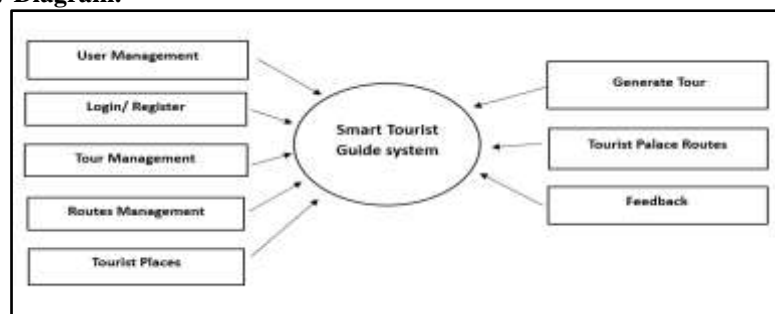 Diagram:
User Management
Login/ Register
Tour Management
Routes Management
Tourist Places
Smart Tourist
Guide system
Generate Tour
Tourist Palace Routes
Feedback